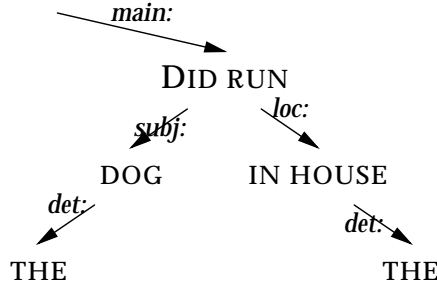 main:
DID RUN
subj:
loc:
DOG
IN HOUSE
det:
det:
THE
THE